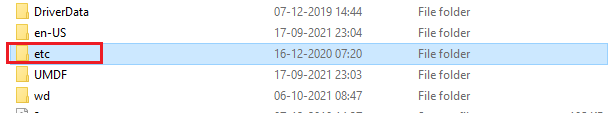 DriverData 07-12-2019 14:44 File folder
en-US 17-09-2021 23:04 File folder
etc 16-12-2020 07:20 File folder
UMDF 17-09-2021 23:03 File folder
wd 06-10-2021 08:47 File folder